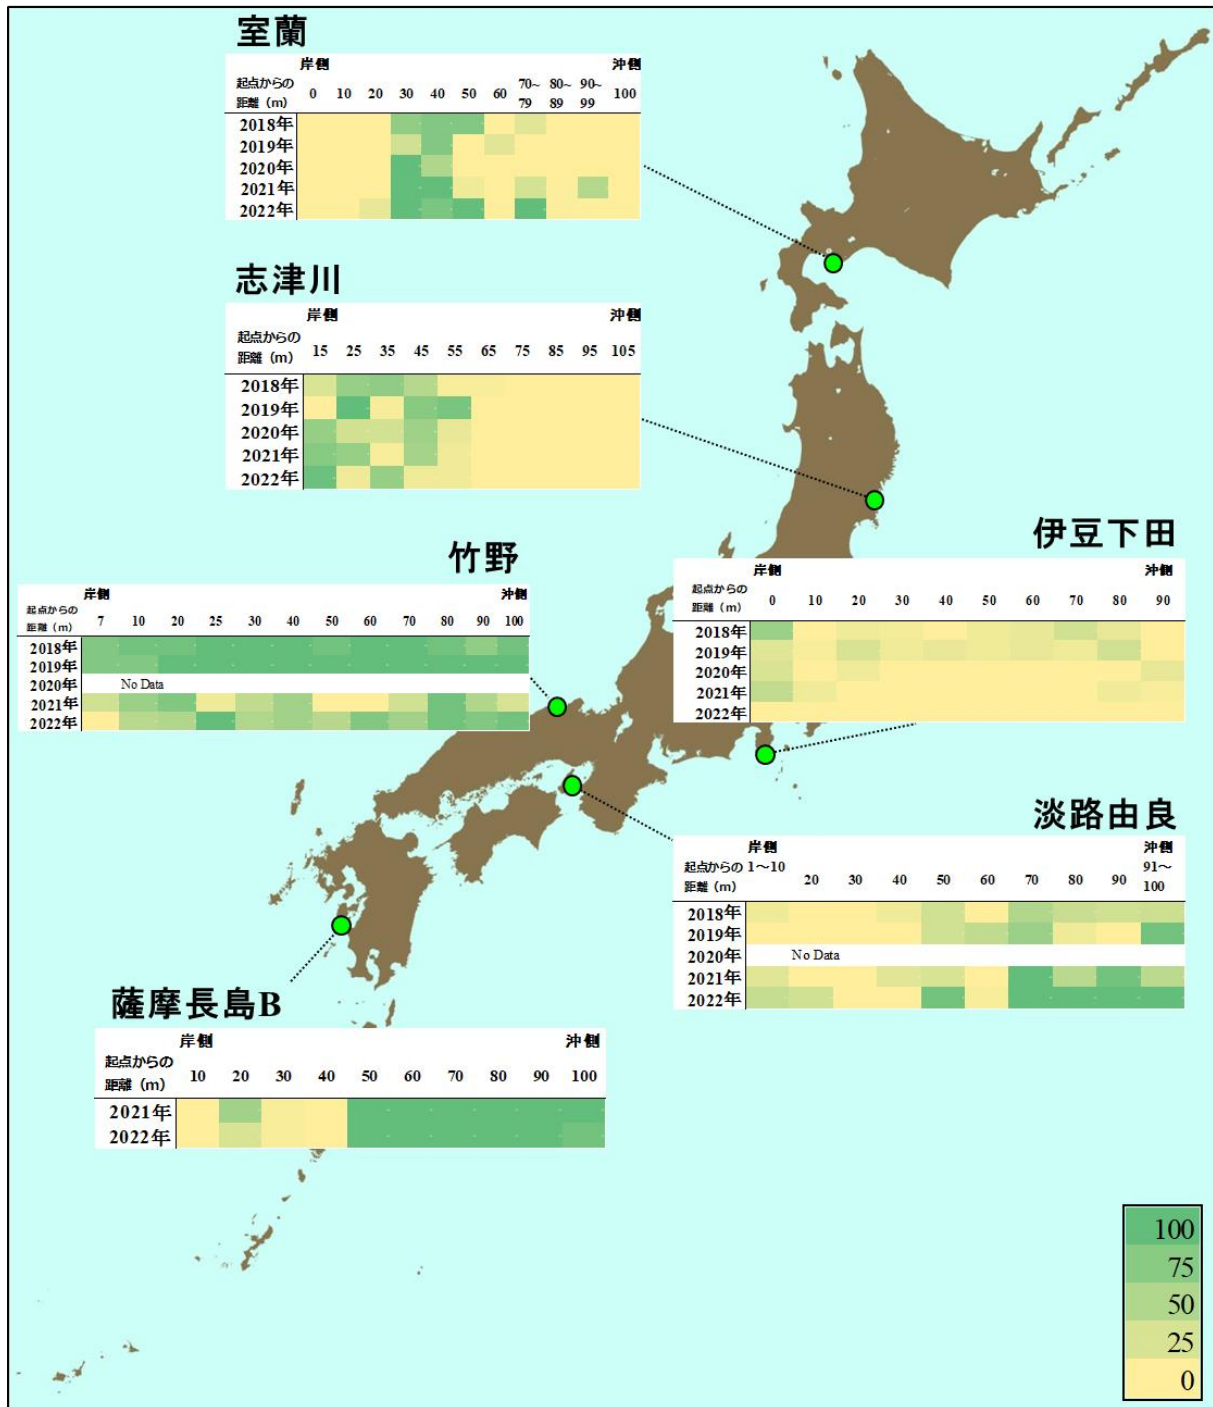 室蘭
岸側 沖側
起点からの
距離（m） 0 10 20 30 40 50 60 70~79 80~89 90~99 100
2018年
2019年
2020年
2021年
2022年
志津川
岸側 沖側
起点からの
距離（m） 15 25 35 45 55 65 75 85 95 105
2018年
2019年
2020年
2021年
2022年
竹野
岸側 沖側
起点からの
距離（m） 7 10 20 25 30 40 50 60 70 80 90 100
2018年
2019年
2020年 No Data
2021年
2022年
伊豆下田
岸側 沖側
起点からの
距離（m） 0 10 20 30 40 50 60 70 80 90
2018年
2019年
2020年
2021年
2022年
淡路由良
岸側 沖側
起点からの
距離（m） 1～10 20 30 40 50 60 70 80 90 91～100
2018年
2019年
2020年 No Data
2021年
2022年
薩摩長島B
岸側 沖側
起点からの
距離（m） 10 20 30 40 50 60 70 80 90 100
2021年
2022年
100
75
50
25
0